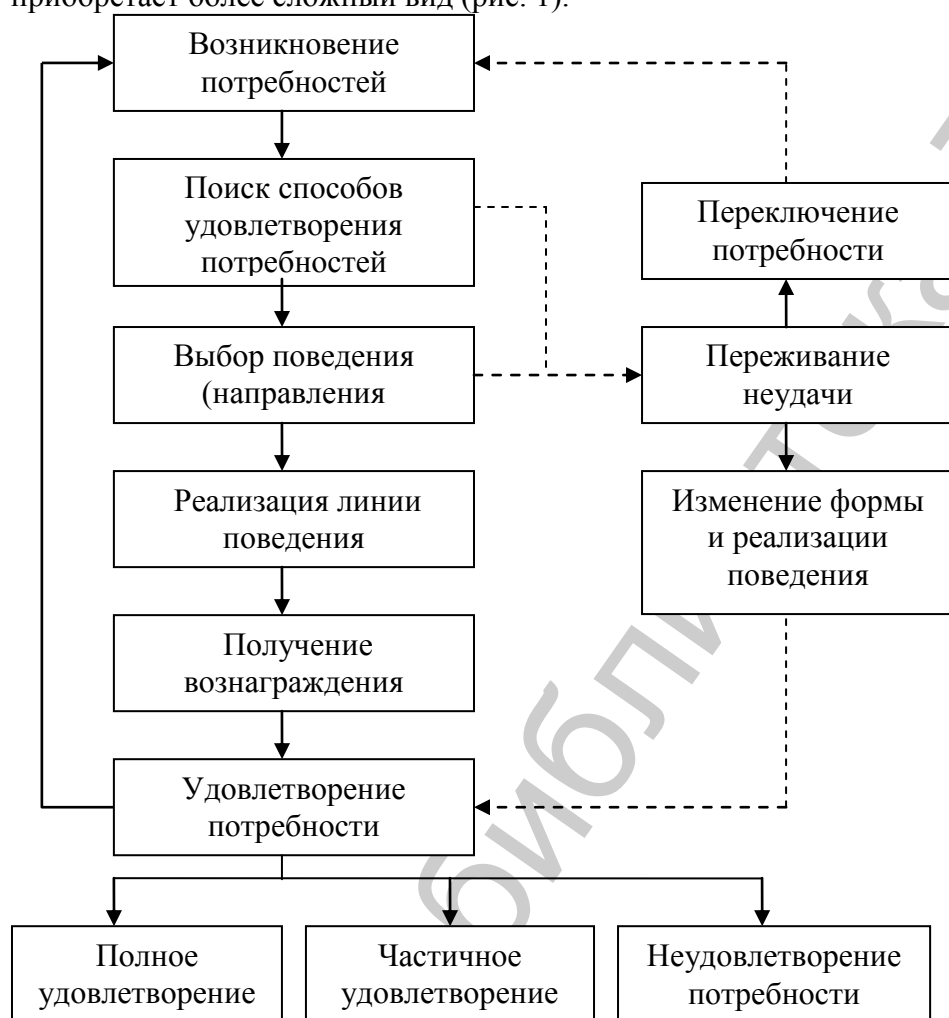 приобретает более сложный вид (рис. 1).
Возникновение
потребностей
Поиск способов
удовлетворения
потребностей
Переключение
потребности
Выбор поведения
(направления
Переживание
неудачи
Реализация линии
поведения
Изменение формы
и реализации
поведения
Получение
вознаграждения
Удовлетворение
потребности
Полное
удовлетворение
Частичное
удовлетворение
Неудовлетворение
потребности